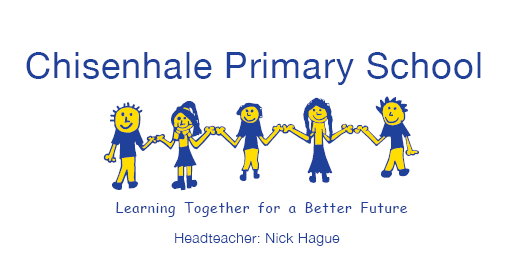 Chisenhale Primary School
Learning Together for a Better Future
Headteacher: Nick Hague